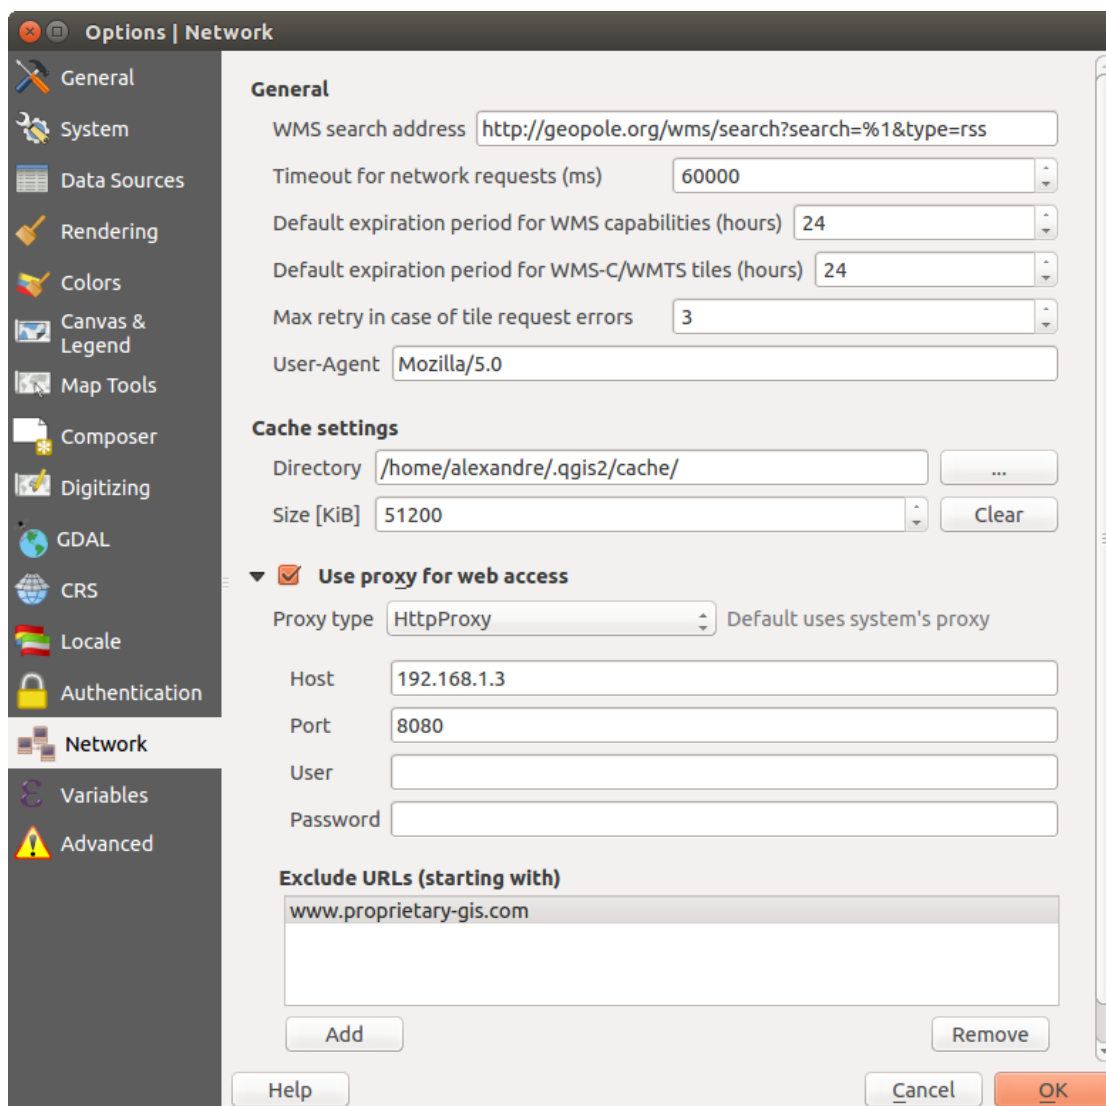 Options | Network
General
System
Data Sources
Rendering
Colors
Canvas &
Legend
Map Tools
Composer
Digitizing
GDAL
CRS
Locale
Authentication
Network
Variables
Advanced
General
WMS search address http://geopole.org/wms/search?search=%1&type=rss
Timeout for network requests (ms) 60000
Default expiration period for WMS capabilities (hours) 24
Default expiration period for WMS-C/WMTS tiles (hours) 24
Max retry in case of tile request errors 3
User-Agent Mozilla/5.0
Cache settings
Directory /home/alexandre/.qgis2/cache/ ...
Size [KiB] 51200 Clear
Use proxy for web access
Proxy type HttpProxy Default uses system's proxy
Host 192.168.1.3
Port 8080
User
Password
Exclude URLs (starting with)
www.proprietary-gis.com
Add Remove
Help Cancel OK